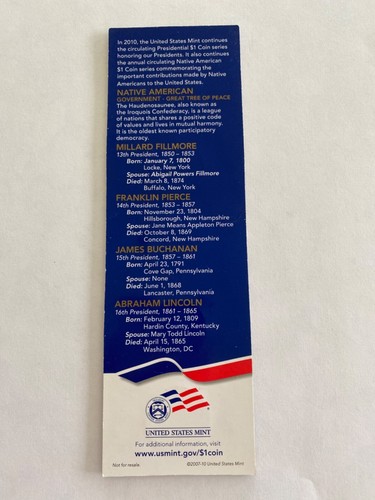 In 2010, the United States Mint continues
the circulating Presidential $1 Coin series
honoring our Presidents. It also continues
the annual circulating Native American
$1 Coin series commemorating the
important contributions made by Native
Americans to the United States.
NATIVE AMERICAN
GOVERNMENT - GREAT TREE OF PEACE
The Haudenosaunee, also known as
the Iroquois Confederacy, is a league
of nations that shares a positive code
of values and lives in mutual harmony.
It is the oldest known participatory
democracy.
MILLARD FILLMORE
13th President, 1850 – 1853
Born: January 7, 1800
Locke, New York
Spouse: Abigail Powers Fillmore
Died: March 8, 1874
Buffalo, New York
FRANKLIN PIERCE
14th President, 1853 – 1857
Born: November 23, 1804
Hillsborough, New Hampshire
Spouse: Jane Means Appleton Pierce
Died: October 8, 1869
Concord, New Hampshire
JAMES BUCHANAN
15th President, 1857 – 1861
Born: April 23, 1791
Cove Gap, Pennsylvania
Spouse: None
Died: June 1, 1868
Lancaster, Pennsylvania
ABRAHAM LINCOLN
16th President, 1861 – 1865
Born: February 12, 1809
Hardin County, Kentucky
Spouse: Mary Todd Lincoln
Died: April 15, 1865
Washington, DC
UNITED STATES MINT
For additional information, visit
www.usmint.gov/$1coin
Not for resale
©2007-10 United States Mint